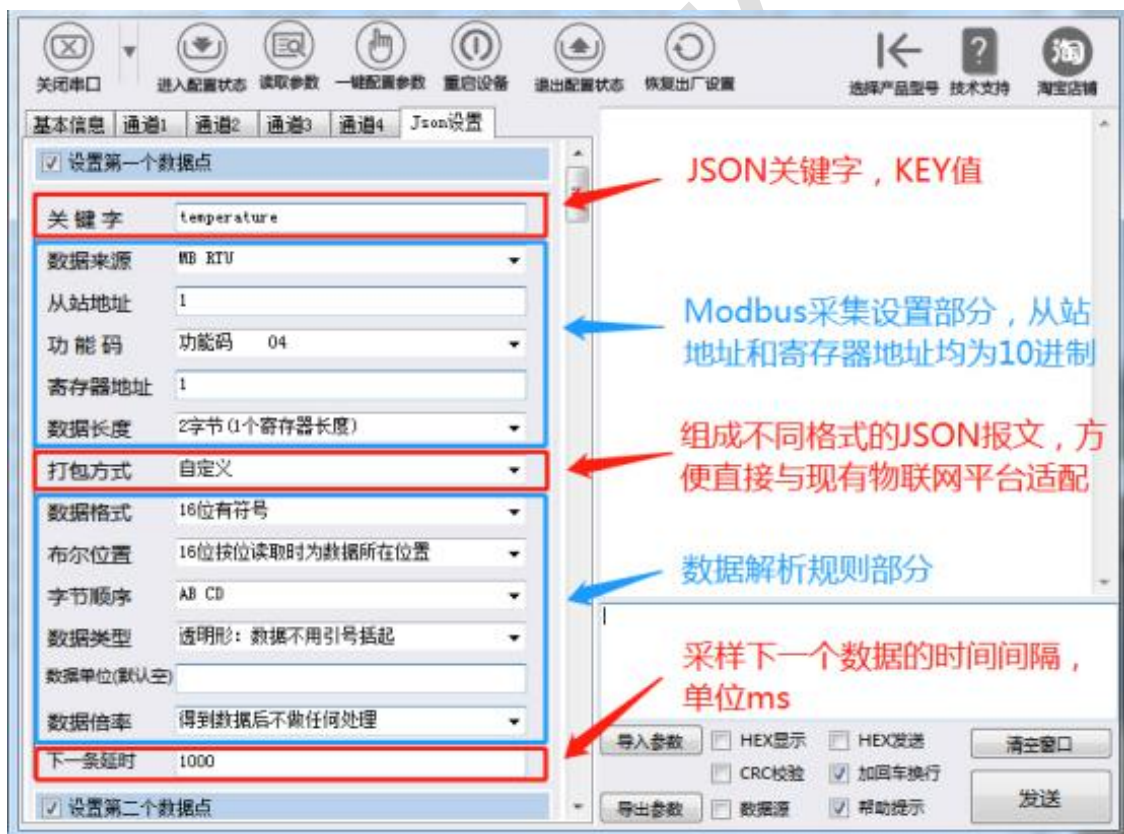 关闭串口 进入配置状态 读取参数 一键配置参数 重启设备 退出配置状态 恢复出厂设置 选择产品型号 技术支持 淘宝店铺
淘
基本信息 通道1 通道2 通道3 通道4 Json设置
设置第一个数据点
JSON关键字，KEY值
关键字 temperature
数据来源 MB RTU
从站地址 1
Modbus采集设置部分，从站
地址和寄存器地址均为10进制
功能码 功能码 04
寄存器地址 1
数据长度 2字节(1个寄存器长度)
组成不同格式的JSON报文，方
便直接与现有物联网平台适配
打包方式 自定义
数据格式 16位有符号
布尔位置 16位按位读取时为数据所在位置
数据解析规则部分
字节顺序 AB CD
数据类型 透明形：数据不用引号括起
采样下一个数据的时间间隔，
单位ms
数据单位(默认空)
数据倍率 得到数据后不做任何处理
下一条延时 1000
设置第二个数据点
导入参数 HEX显示 HEX发送 清空窗口
CRC校验 加回车换行
导出参数 数据源 帮助提示 发送